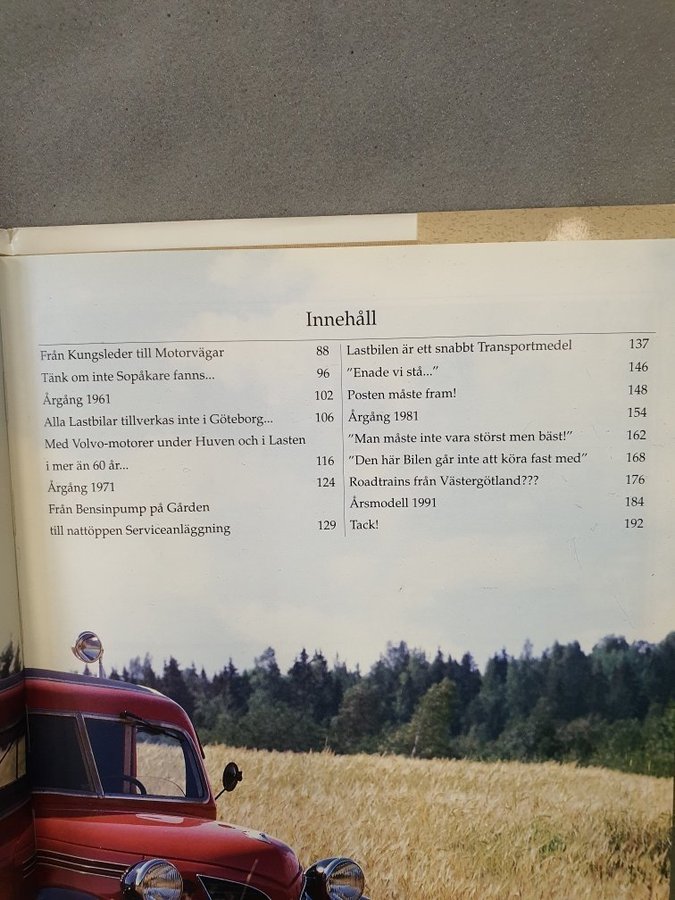 Innehåll
Från Kungsleder till Motorvägar 88
Tänk om inte Sopåkare fanns... 96
Årgång 1961 102
Alla Lastbilar tillverkas inte i Göteborg... 106
Med Volvo-motorer under Huven och i Lasten
i mer än 60 år... 116
Årgång 1971 124
Från Bensinpump på Gården
till nattöppen Serviceanläggning 129
Lastbilen är ett snabbt Transportmedel 137
”Enade vi stå...” 146
Posten måste fram! 148
Årgång 1981 154
”Man måste inte vara störst men bäst!” 162
”Den här Bilen går inte att köra fast med” 168
Roadtrains från Västergötland??? 176
Årsmodell 1991 184
Tack! 192